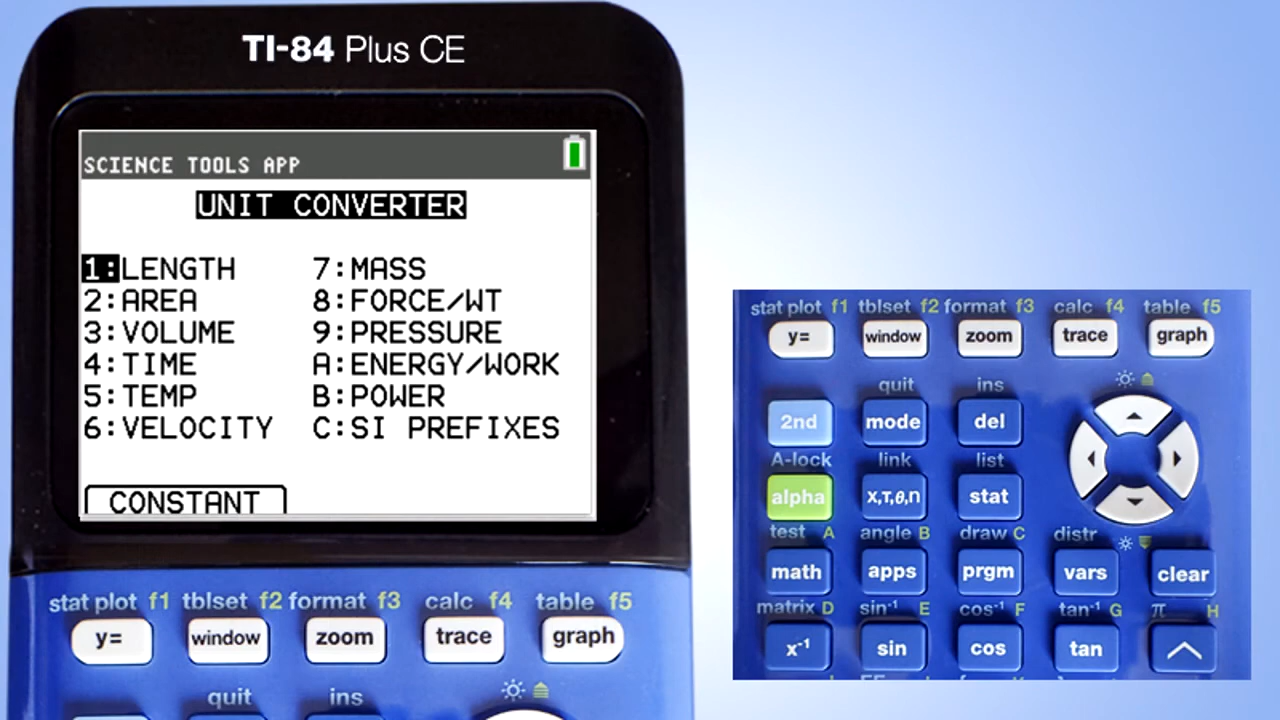 TI-84 Plus CE
SCIENCE TOOLS APP
UNIT CONVERTER
1:LENGTH 7:MASS
2:AREA 8:FORCE/WT
3:VOLUME 9:PRESSURE
4:TIME A:ENERGY/WORK
5:TEMP B:POWER
6:VELOCITY C:SI PREFIXES
CONSTANT
stat plot f1 tblset f2 format f3 calc f4 table f5
y= window zoom trace graph
quit ins
stat plot f1 tblset f2 format f3 calc f4 table f5
y= window zoom trace graph
quit ins
2nd mode del
A-lock link list
alpha x,T,θ,n stat
test A angle B draw C distr
math apps prgm vars clear
matrix D sin⁻¹ E cos⁻¹ F tan⁻¹ G π H
x⁻¹ sin cos tan ^